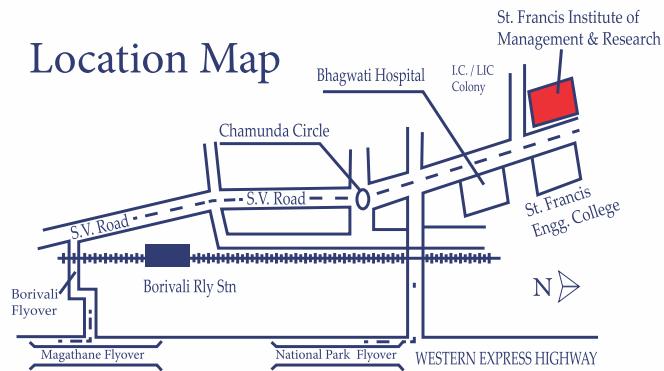 St. Francis Institute of
Management & Research
Location Map
Bhagwati Hospital
I.C. / LIC
Colony
Chamunda Circle
S.V. Road
S.V. Road
St. Francis
Engg. College
Borivali Rly Stn
N
Borivali
Flyover
Magathane Flyover
National Park Flyover
WESTERN EXPRESS HIGHWAY